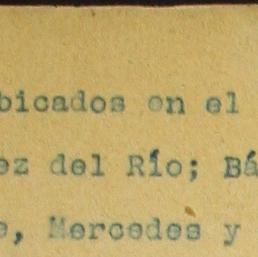 bicados en el
ez del Río; Bá
e, Mercedes y